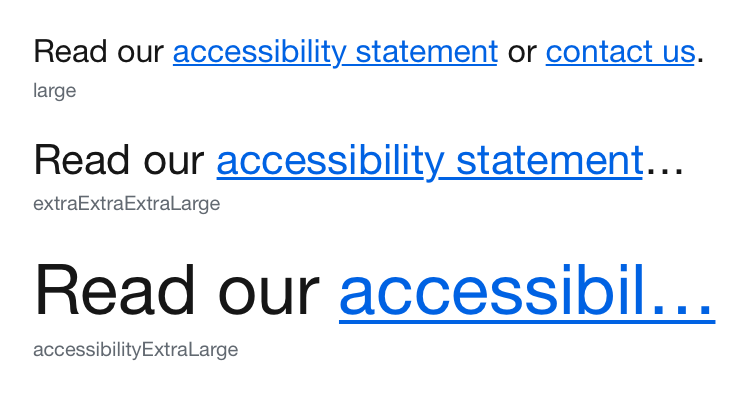 Read our accessibility statement or contact us.
large
Read our accessibility statement…
extraExtraExtraLarge
Read our accessibil…
accessibilityExtraLarge